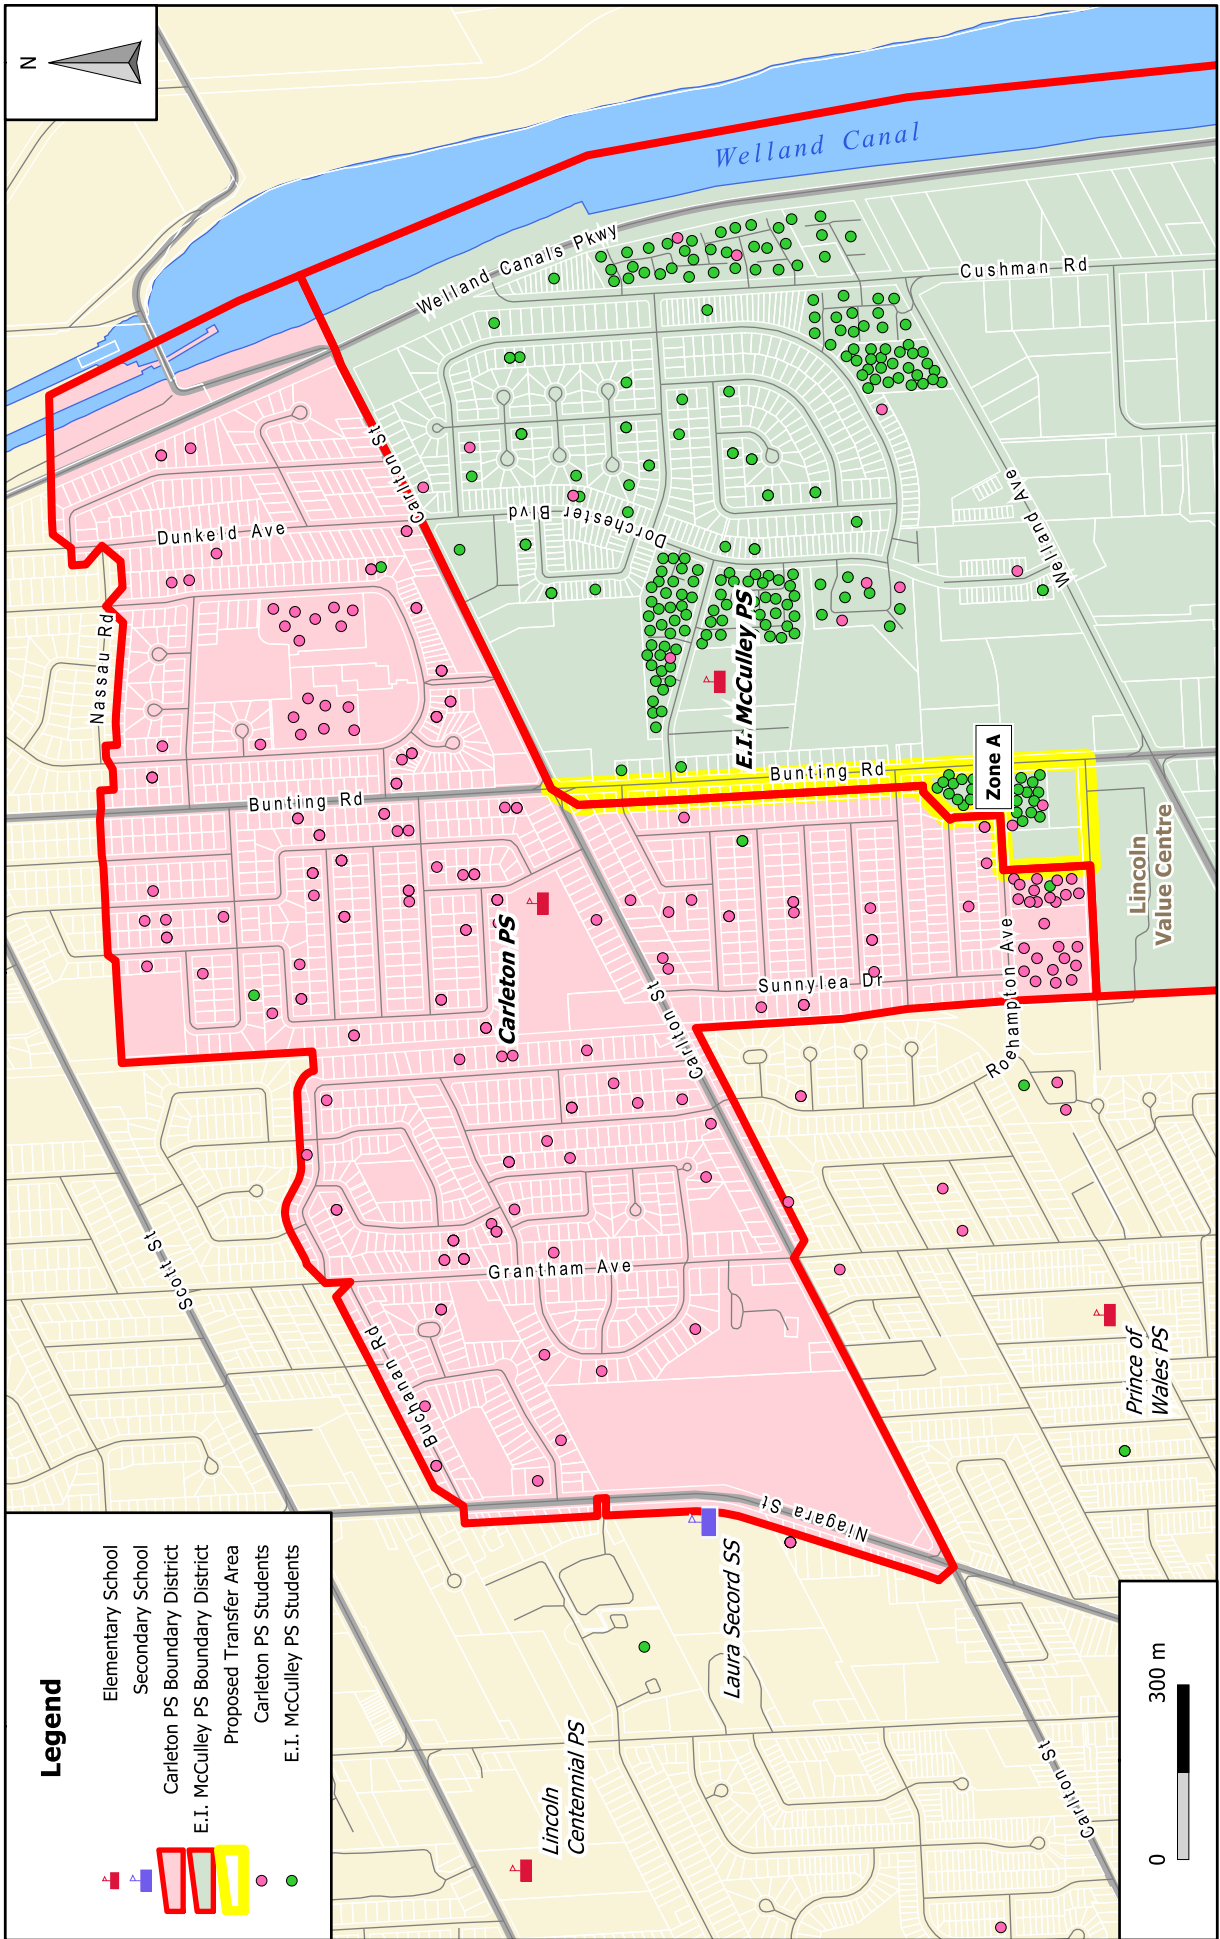 N
Legend
Elementary School
Secondary School
Carleton PS Boundary District
E.I. McCulley PS Boundary District
Proposed Transfer Area
Carleton PS Students
E.I. McCulley PS Students
Scott St
Nassau Rd
Dunkeld Ave
Bunting Rd
Buchanan Rd
Grantham Ave
Niagara St
Carlton St
Carlton St
Carlton St
Welland Canals Pkwy
Welland Canal
Dorchester Blvd
Cushman Rd
Welland Ave
Welland Ave
Bunting Rd
Sunnylea Dr
Roehampton Ave
Carleton PS
E.I. McCulley PS
Zone A
Lincoln
Value Centre
Laura Secord SS
Lincoln
Centennial PS
Prince of
Wales PS
0
300 m